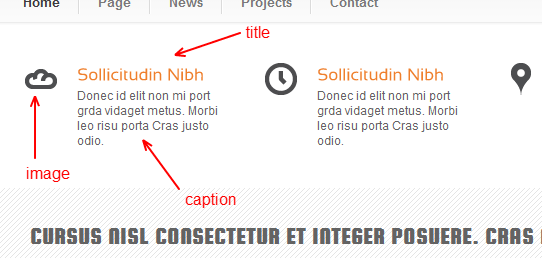 Home Page News Projects Contact
title
Sollicitudin Nibh
Donec id elit non mi port
grda vidaget metus. Morbi
leo risu porta Cras justo
odio.
Sollicitudin Nibh
Donec id elit non mi port
grda vidaget metus. Morbi
leo risu porta Cras justo
odio.
image
caption
CURSUS NISL CONSECTETUR ET INTEGER POSUERE. CRAS